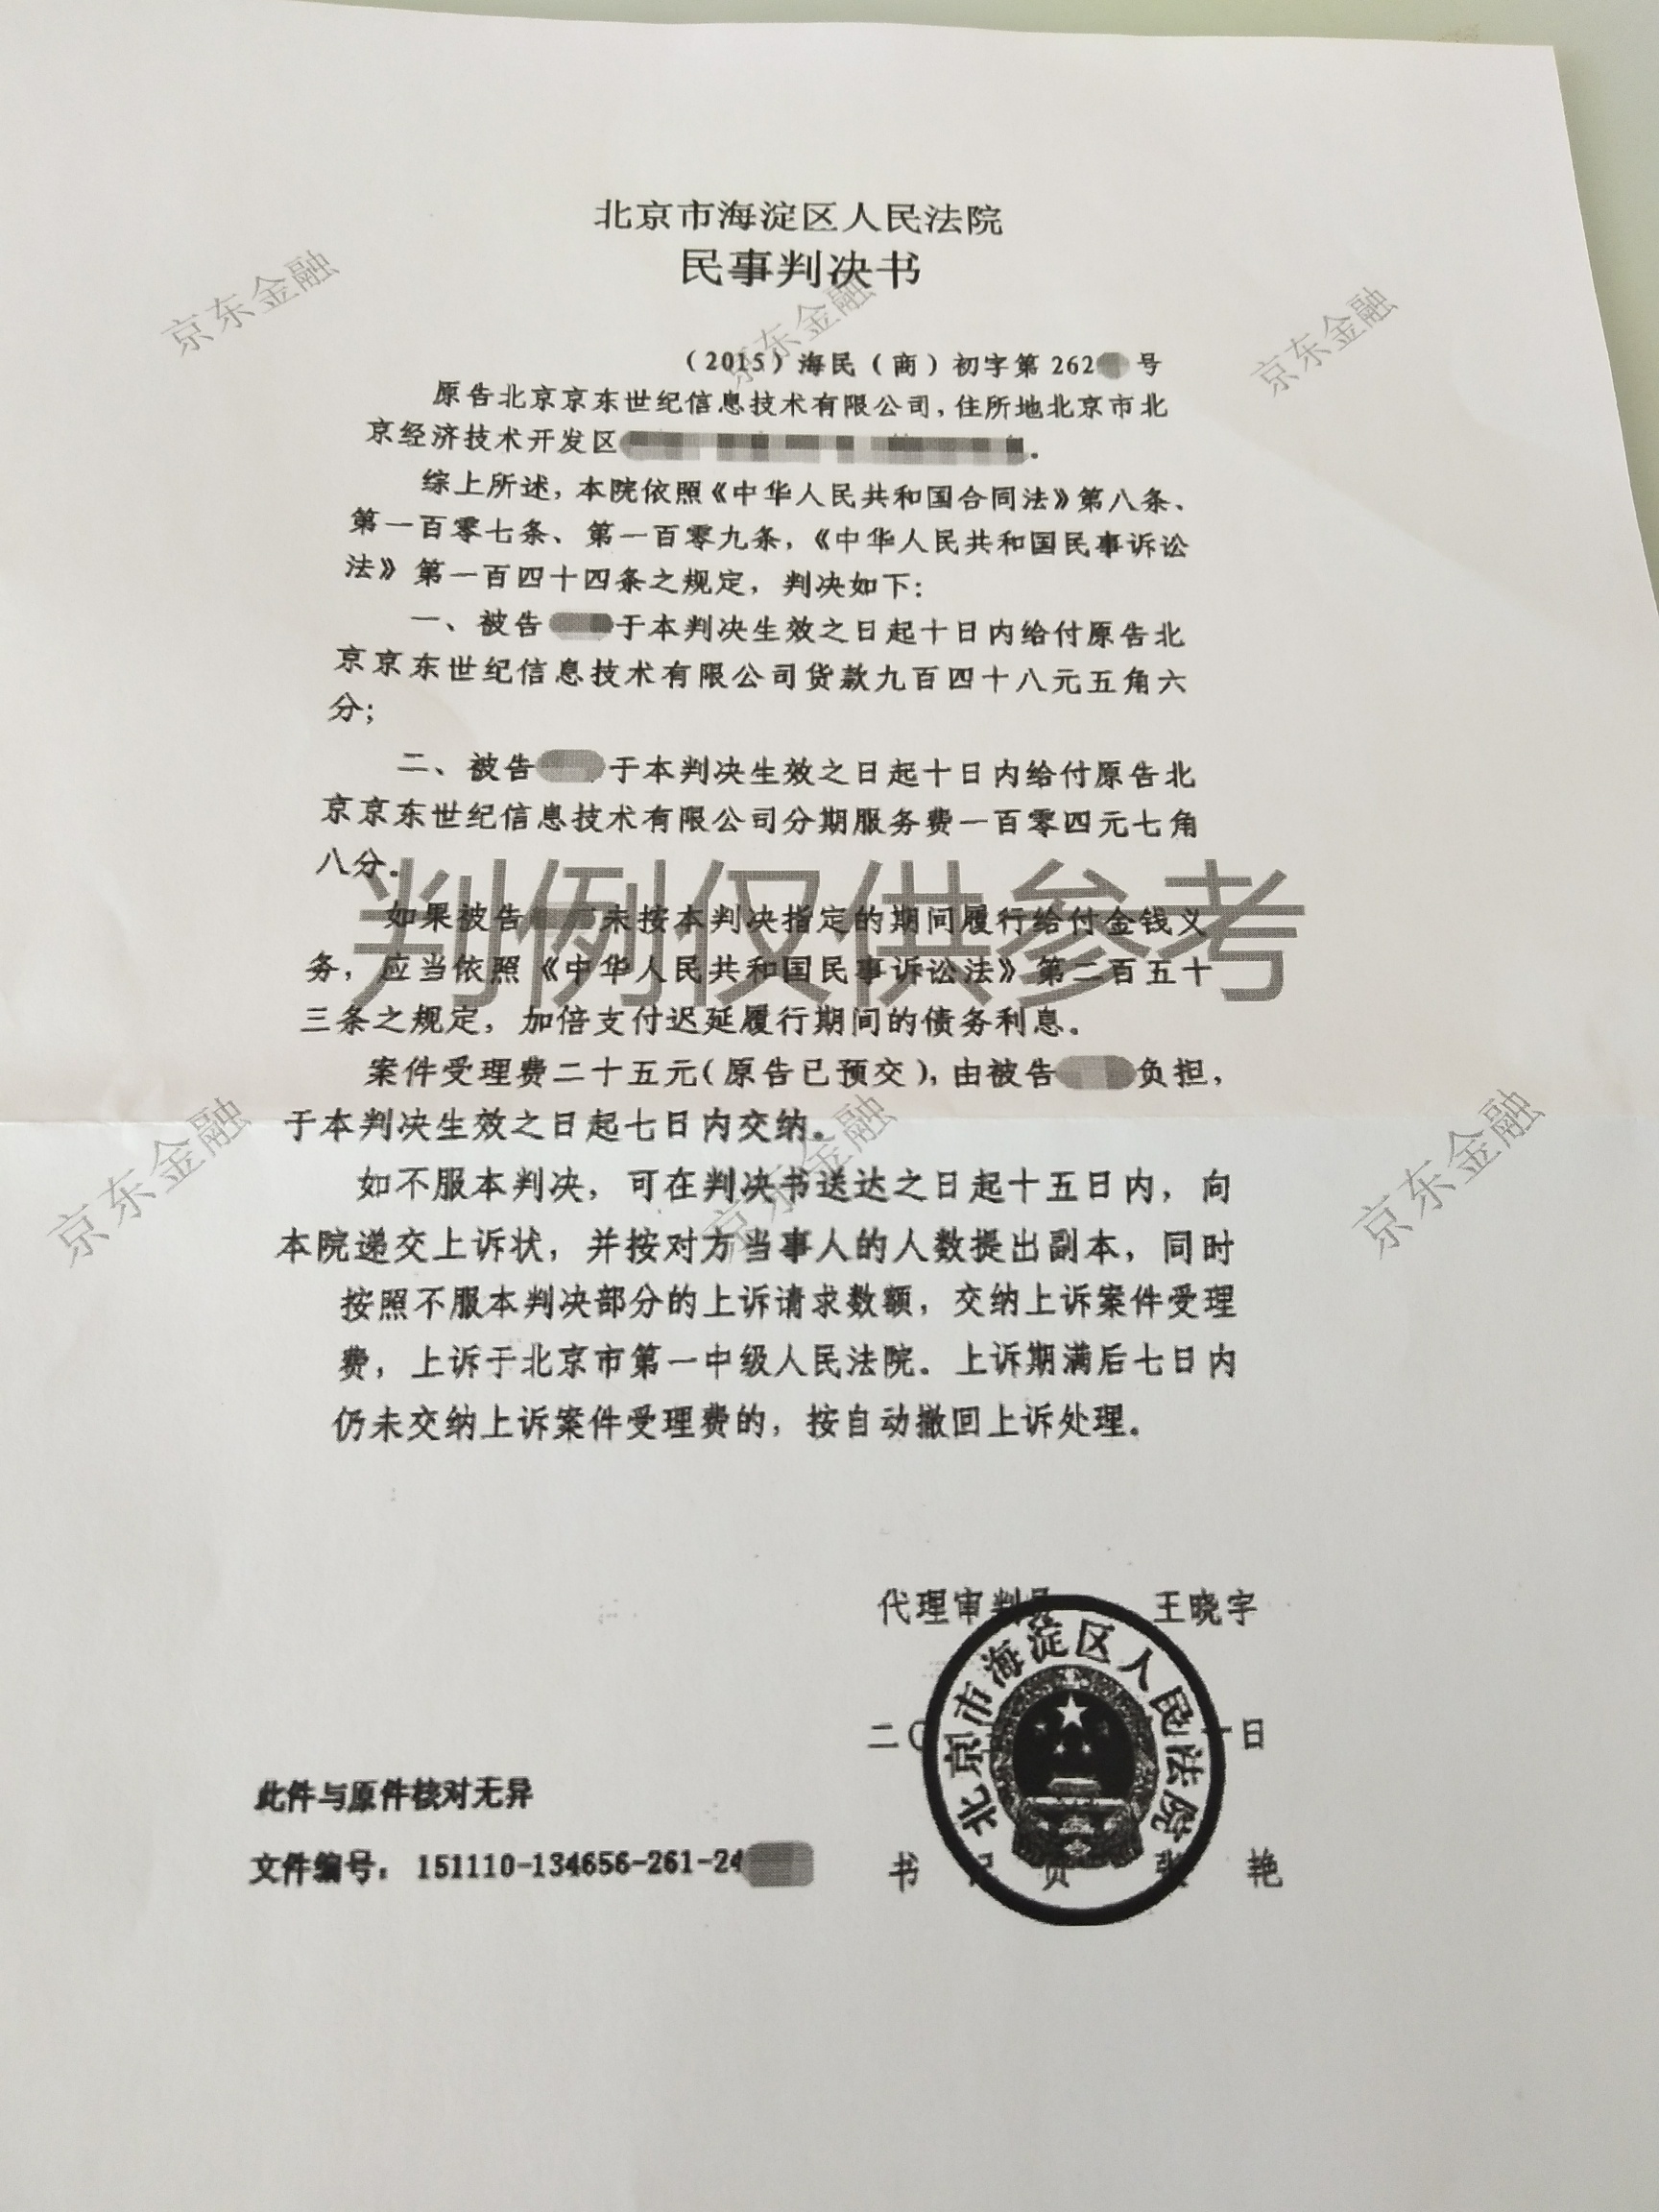 北京市海淀区人民法院
民事判决书
京东金融
京东金融
京东金融
（2015）海民（商）初字第262 号
原告北京京东世纪信息技术有限公司,住所地北京市北
京经济技术开发区 .
综上所述,本院依照《中华人民共和国合同法》第八条、
第一百零七条、第一百零九条,《中华人民共和国民事诉讼
法》第一百四十四条之规定,判决如下:
一、被告 于本判决生效之日起十日内给付原告北
京京东世纪信息技术有限公司货款九百四十八元五角六
分;
二、被告 于本判决生效之日起十日内给付原告北
京京东世纪信息技术有限公司分期服务费一百零四元七角
八分.
判例仅供参考
如果被告 未按本判决指定的期间履行给付金钱义
务,应当依照《中华人民共和国民事诉讼法》第二百五十
三条之规定,加倍支付迟延履行期间的债务利息。
案件受理费二十五元(原告已预交),由被告 负担,
于本判决生效之日起七日内交纳。
京东金融
京东金融
京东金融
如不服本判决,可在判决书送达之日起十五日内,向
本院递交上诉状,并按对方当事人的人数提出副本,同时
按照不服本判决部分的上诉请求数额,交纳上诉案件受理
费,上诉于北京市第一中级人民法院。上诉期满后七日内
仍未交纳上诉案件受理费的,按自动撤回上诉处理。
代理审判员 王晓宇
北京市海淀区人民法院
二〇 日
此件与原件核对无异
文件编号: 151110-134656-261-24
书 员 艳